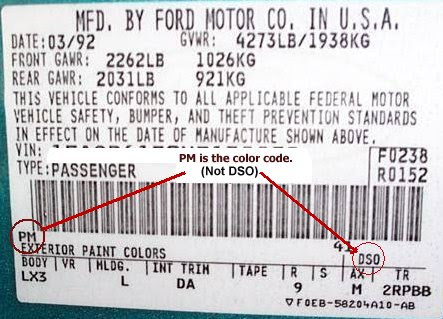 MFD. BY FORD MOTOR CO. IN U.S.A.
DATE: 03/92 GVWR: 4273LB/1938KG
FRONT GAWR: 2262LB 1026KG
REAR GAWR: 2031LB 921KG
THIS VEHICLE CONFORMS TO ALL APPLICABLE FEDERAL MOTOR
VEHICLE SAFETY, BUMPER, AND THEFT PREVENTION STANDARDS
IN EFFECT ON THE DATE OF MANUFACTURE SHOWN ABOVE.
VIN:
PM is the color code.
(Not DSO)
F0238
TYPE: PASSENGER R0152
PM 41
EXTERIOR PAINT COLORS DSO
BODY VR MLDG. INT TRIM TAPE R S AX TR
LX3 L DA 9 M 2RPBB
F0EB-58204A10-AB